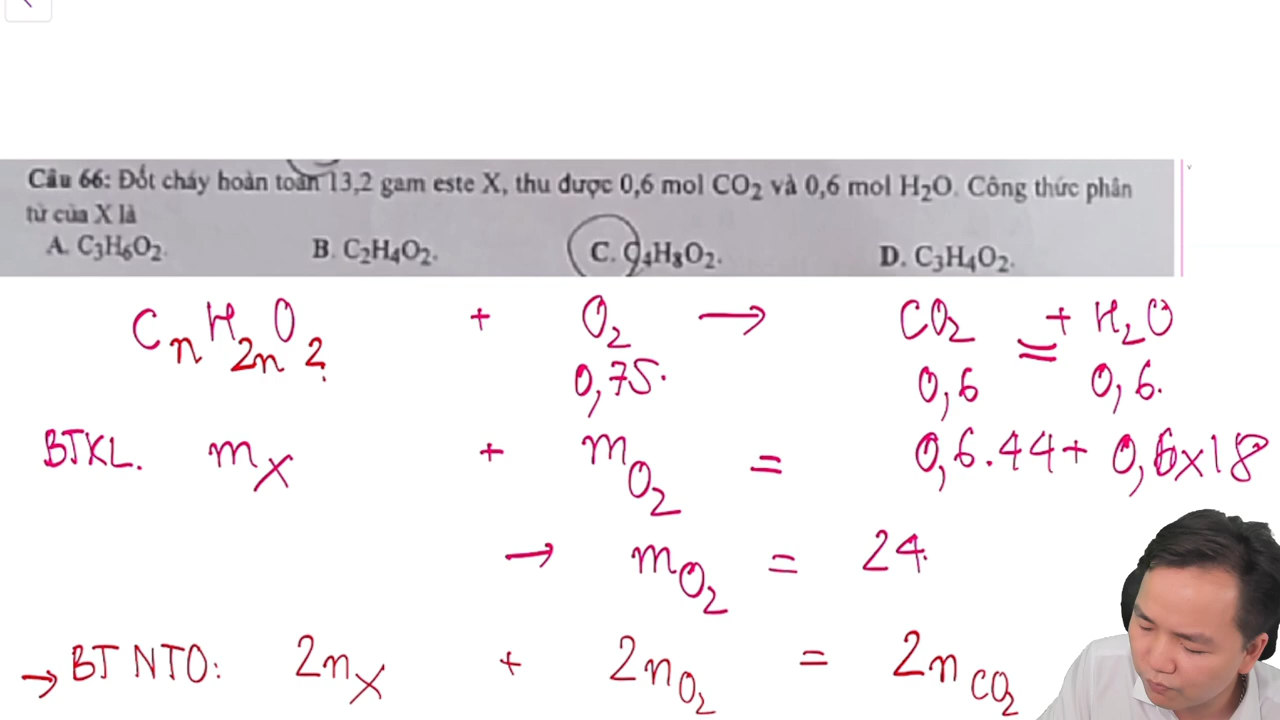 Câu 66: Đốt cháy hoàn toàn 13,2 gam este X, thu được 0,6 mol CO₂ và 0,6 mol H₂O. Công thức phân
tử của X là
A. C₃H₆O₂. B. C₂H₄O₂. C. C₄H₈O₂. D. C₃H₄O₂.
CₙH₂ₙO₂ + O₂ → CO₂ = + H₂O
0,75. 0,6 0,6.
BTKL. mX + mO₂ = 0,6.44+ 0,6x18
→ mO₂ = 24.
→ BT NTO: 2nX + 2nO₂ = 2nCO₂